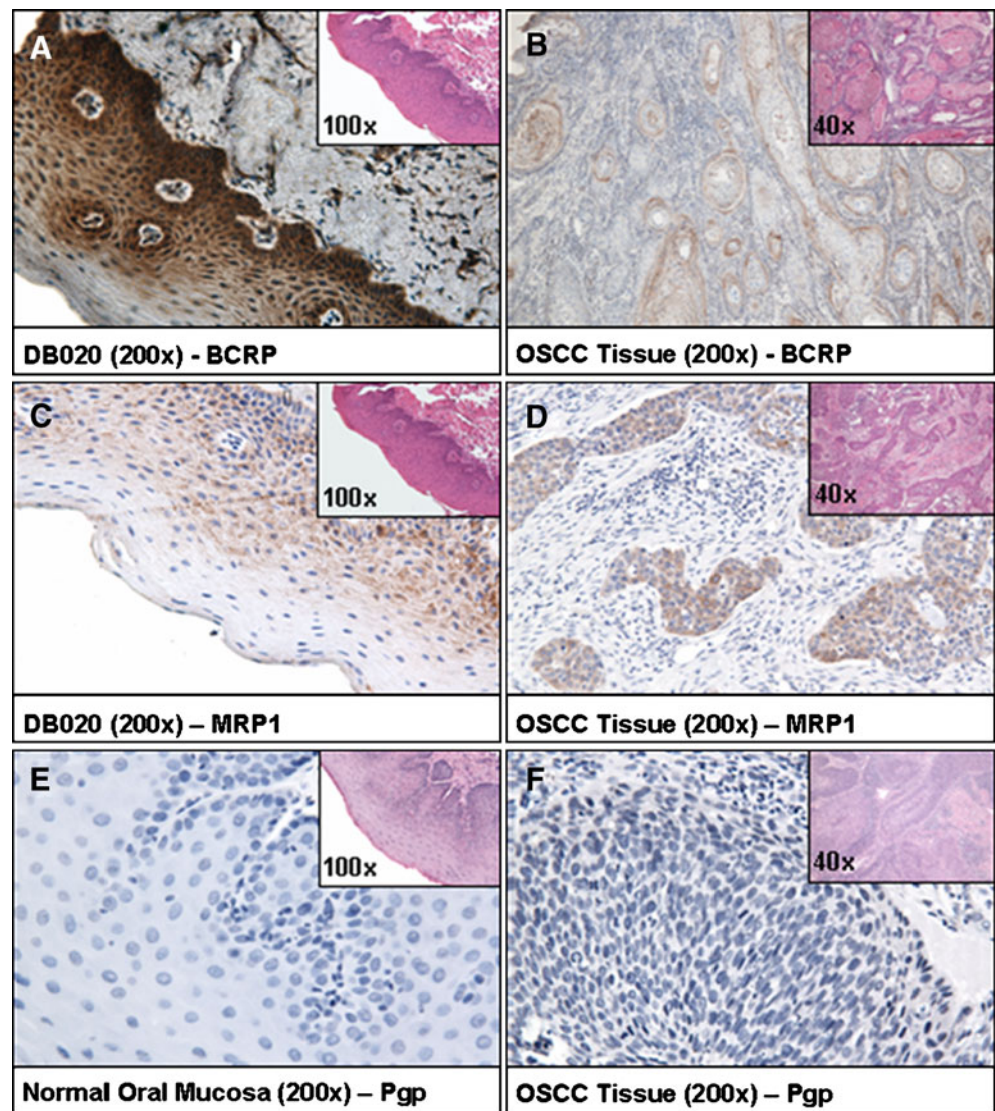 A
100x
DB020 (200x) - BCRP
B
40x
OSCC Tissue (200x) - BCRP
C
100x
DB020 (200x) – MRP1
D
40x
OSCC Tissue (200x) – MRP1
E
100x
Normal Oral Mucosa (200x) – Pgp
F
40x
OSCC Tissue (200x) – Pgp